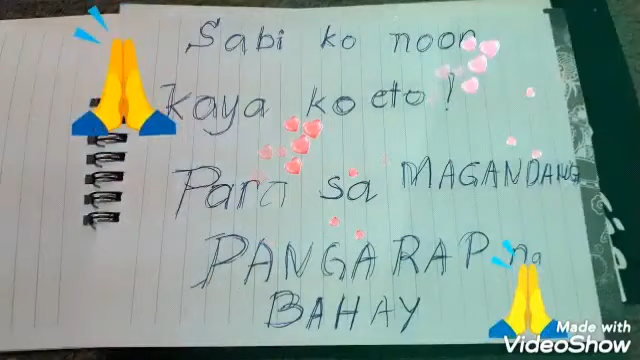 Sabi ko noon
kaya ko eto!
Para sa MAGANDANG
PANGARAP na
BAHAY
Made with
VideoShow